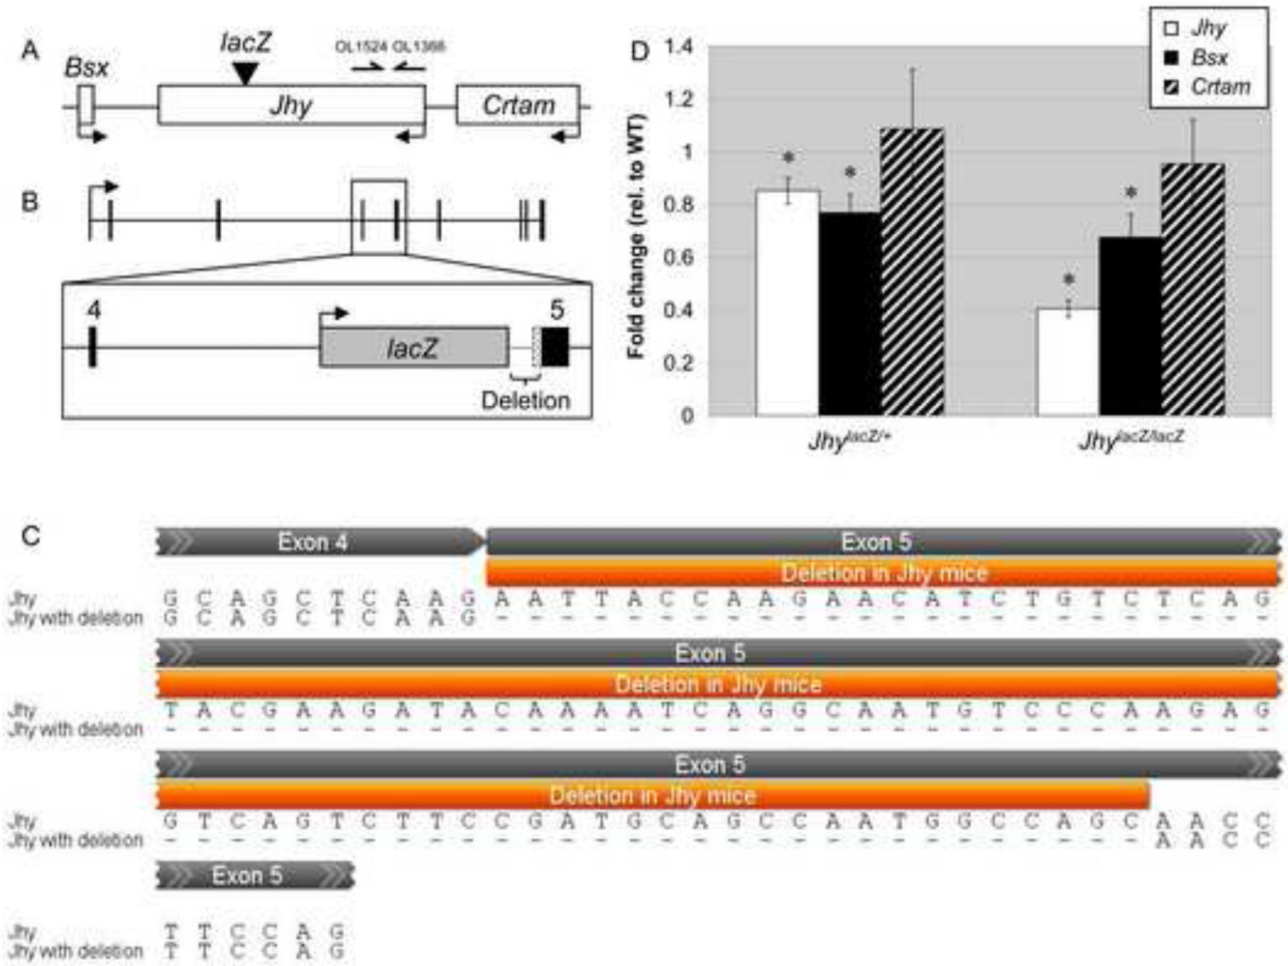 A
lacZ
OL1524 OL1366
Bsx
Jhy
Crtam
B
4
5
lacZ
Deletion
D
Jhy
Bsx
Crtam
Fold change (rel. to WT)
1.4
1.2
1
0.8
0.6
0.4
0.2
0
* * * *
Jhy^lacZ/+ Jhy^lacZ/lacZ
C
Exon 4 Exon 5
Deletion in Jhy mice
Jhy G C A G C T C A A G A A T T A C C A A G A A C A T C T G T C T C A G
Jhy with deletion G C A G C T C A A G - - - - - - - - - - - - - - - - - - - - - - - -
Exon 5
Deletion in Jhy mice
Jhy T A C G A A G A T A C A A A A T C A G G C A A T G T C C C A A G A G
Jhy with deletion - - - - - - - - - - - - - - - - - - - - - - - - - - - - - - - - - -
Exon 5
Deletion in Jhy mice
Jhy G T C A G T C T T C C G A T G C A G C C A A T G G C C A G C A A C C
Jhy with deletion - - - - - - - - - - - - - - - - - - - - - - - - - - - - - - A A C C
Exon 5
Jhy T T C C A G
Jhy with deletion T T C C A G